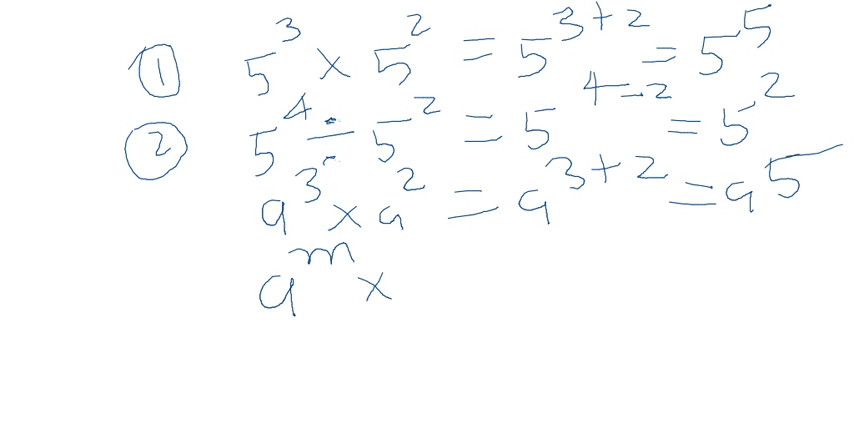 ① 5³ × 5² = 5³⁺² = 5⁵
② 5⁴ ÷ 5² = 5⁴⁻² = 5²
a³ × a² = a³⁺² = a⁵
aᵐ ×